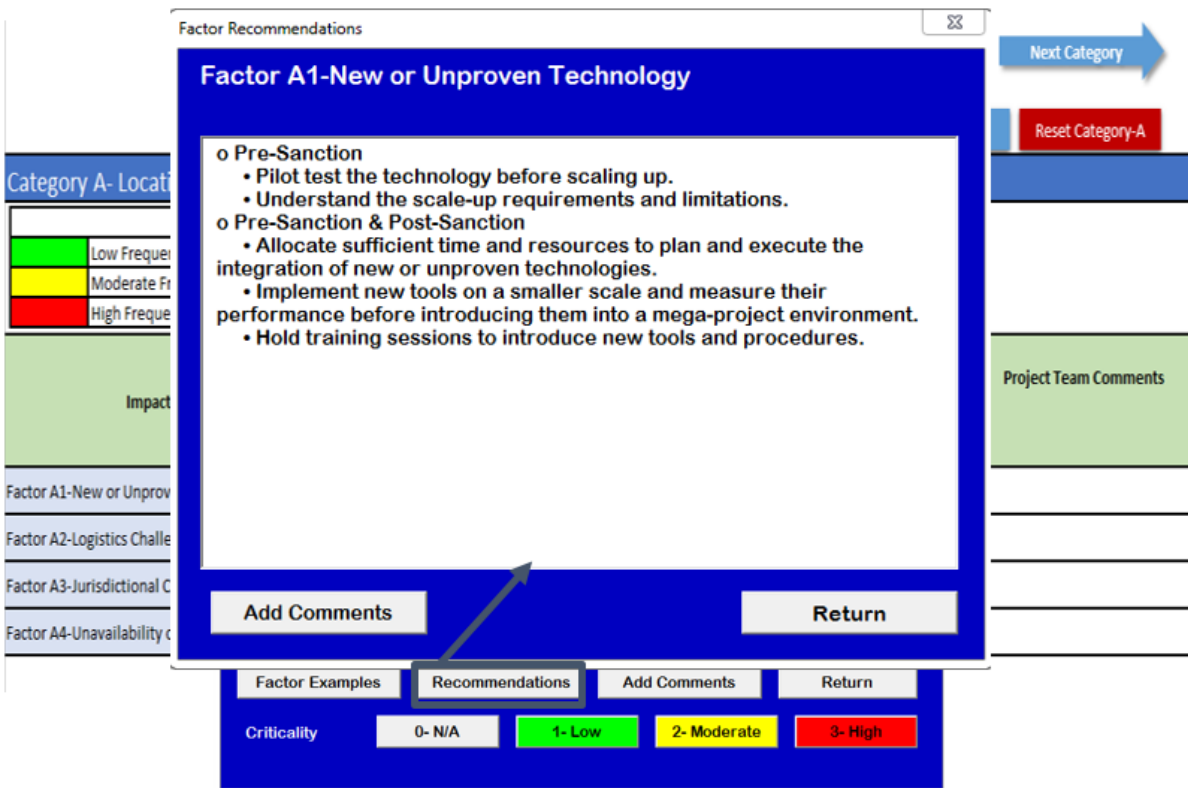 Factor Recommendations
Next Category
Factor A1-New or Unproven Technology
Reset Category-A
o Pre-Sanction
• Pilot test the technology before scaling up.
• Understand the scale-up requirements and limitations.
o Pre-Sanction & Post-Sanction
• Allocate sufficient time and resources to plan and execute the
integration of new or unproven technologies.
• Implement new tools on a smaller scale and measure their
performance before introducing them into a mega-project environment.
• Hold training sessions to introduce new tools and procedures.
Category A- Locati
Low Frequen
Moderate Fr
High Freque
Impact
Project Team Comments
Factor A1-New or Unprov
Factor A2-Logistics Challe
Factor A3-Jurisdictional C
Factor A4-Unavailability o
Add Comments
Return
Factor Examples
Recommendations
Add Comments
Return
Criticality
0- N/A
1- Low
2- Moderate
3- High